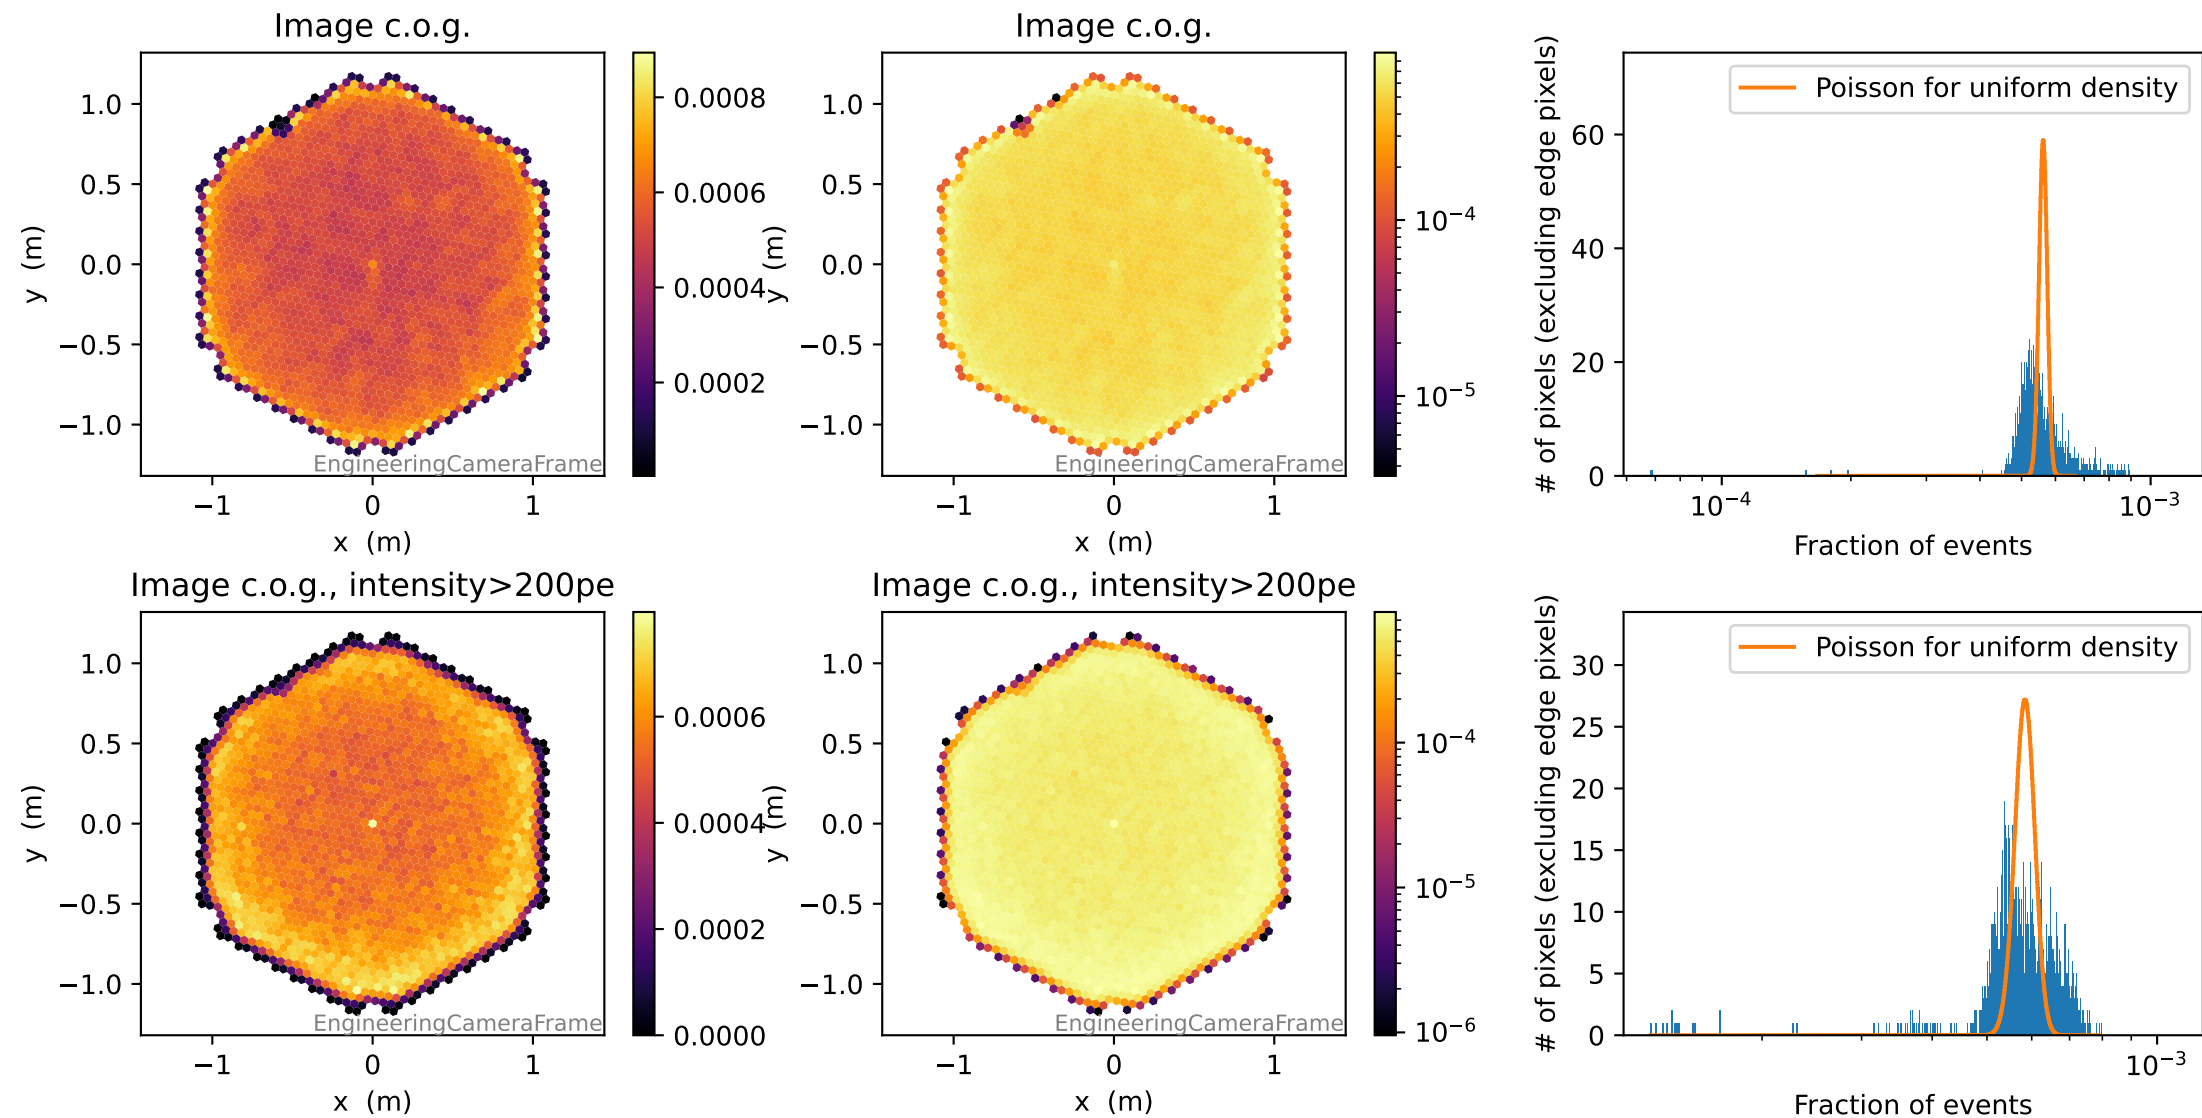 Image c.o.g.
1.0
0.5
0.0
−0.5
−1.0
y (m)
−1
0
1
x (m)
EngineeringCameraFrame
0.0008
0.0006
0.0004
0.0002
Image c.o.g.
1.0
0.5
0.0
−0.5
−1.0
y (m)
−1
0
1
x (m)
EngineeringCameraFrame
10−4
10−5
# of pixels (excluding edge pixels)
60
40
20
0
Poisson for uniform density
10−4
10−3
Fraction of events
Image c.o.g., intensity>200pe
1.0
0.5
0.0
−0.5
−1.0
y (m)
−1
0
1
x (m)
EngineeringCameraFrame
0.0006
0.0004
0.0002
0.0000
Image c.o.g., intensity>200pe
1.0
0.5
0.0
−0.5
−1.0
y (m)
−1
0
1
x (m)
EngineeringCameraFrame
10−4
10−5
10−6
# of pixels (excluding edge pixels)
30
25
20
15
10
5
0
Poisson for uniform density
10−3
Fraction of events